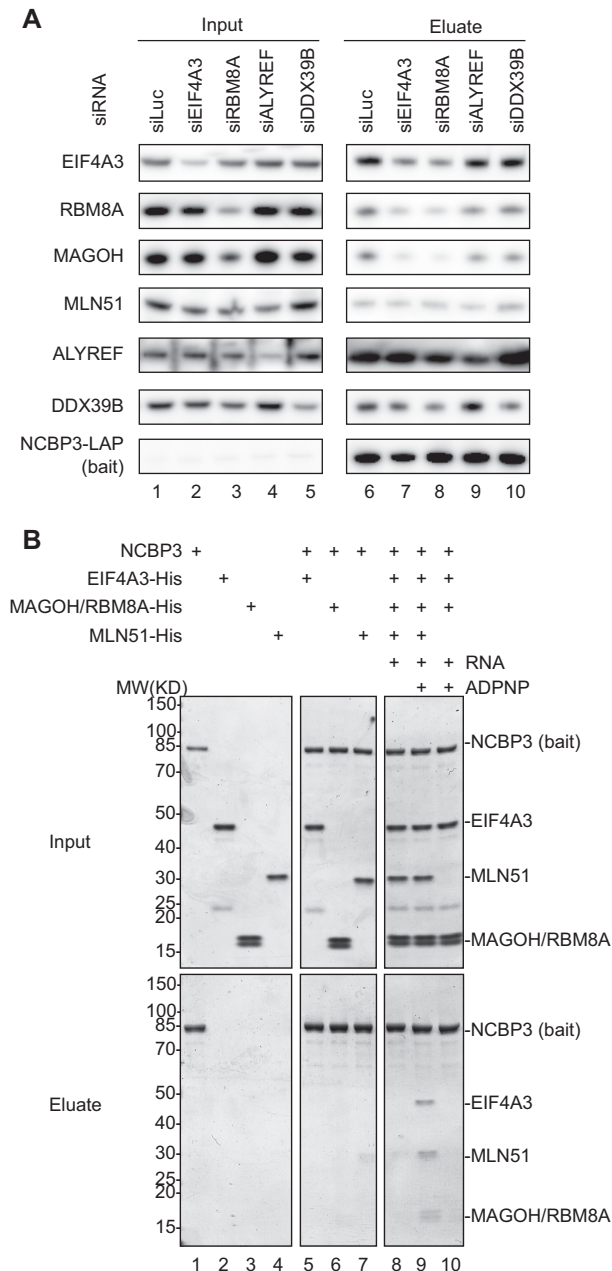 A
Input Eluate
siRNA siLuc siEIF4A3 siRBM8A siALYREF siDDX39B siLuc siEIF4A3 siRBM8A siALYREF siDDX39B
EIF4A3
RBM8A
MAGOH
MLN51
ALYREF
DDX39B
NCBP3-LAP
(bait)
1 2 3 4 5 6 7 8 9 10
B
NCBP3 + + + + + + +
EIF4A3-His + + + + +
MAGOH/RBM8A-His + + + + +
MLN51-His + + + +
+ + + RNA
MW(KD) + + ADPNP
Input
150
100
85
70
50
40
30
25
20
15
-NCBP3 (bait)
-EIF4A3
-MLN51
-MAGOH/RBM8A
Eluate
150
100
85
70
50
40
30
25
20
15
-NCBP3 (bait)
-EIF4A3
-MLN51
-MAGOH/RBM8A
1 2 3 4 5 6 7 8 9 10